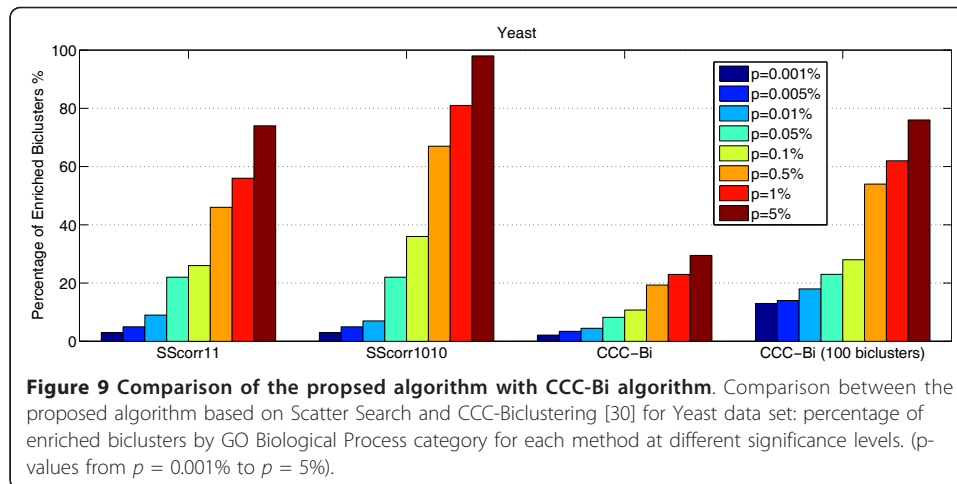 Yeast
Percentage of Enriched Biclusters %
100
80
60
40
20
0
p=0.001%
p=0.005%
p=0.01%
p=0.05%
p=0.1%
p=0.5%
p=1%
p=5%
SScorr11
SScorr1010
CCC-Bi
CCC-Bi (100 biclusters)
Figure 9 Comparison of the propsed algorithm with CCC-Bi algorithm. Comparison between the
proposed algorithm based on Scatter Search and CCC-Biclustering [30] for Yeast data set: percentage of
enriched biclusters by GO Biological Process category for each method at different significance levels. (p-
values from p = 0.001% to p = 5%).